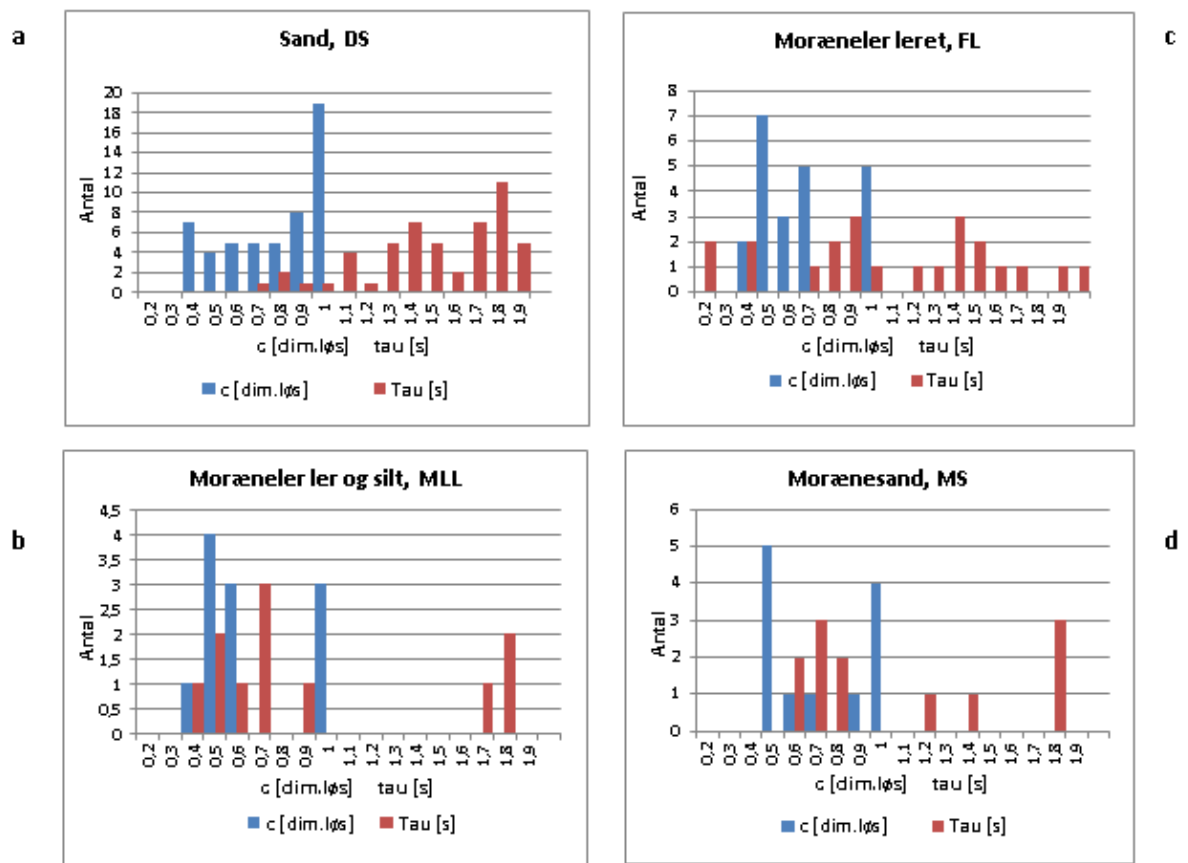 a
Sand, DS
Antal
20
18
16
14
12
10
8
6
4
2
0
0,2 0,3 0,4 0,5 0,6 0,7 0,8 0,9 1 1,1 1,2 1,3 1,4 1,5 1,6 1,7 1,8 1,9
c [dim.løs] tau [s]
c [dim.løs] Tau [s]
c
Moræneler leret, FL
Antal
8
7
6
5
4
3
2
1
0
0,2 0,3 0,4 0,5 0,6 0,7 0,8 0,9 1 1,1 1,2 1,3 1,4 1,5 1,6 1,7 1,8 1,9
c [dim.løs] tau [s]
c [dim.løs] Tau [s]
b
Moræneler ler og silt, MLL
Antal
4,5
4
3,5
3
2,5
2
1,5
1
0,5
0
0,2 0,3 0,4 0,5 0,6 0,7 0,8 0,9 1 1,1 1,2 1,3 1,4 1,5 1,6 1,7 1,8 1,9
c [dim.løs] tau [s]
c [dim.løs] Tau [s]
d
Morænesand, MS
Antal
6
5
4
3
2
1
0
0,2 0,3 0,4 0,5 0,6 0,7 0,8 0,9 1 1,1 1,2 1,3 1,4 1,5 1,6 1,7 1,8 1,9
c [dim.løs] tau [s]
c [dim.løs] Tau [s]